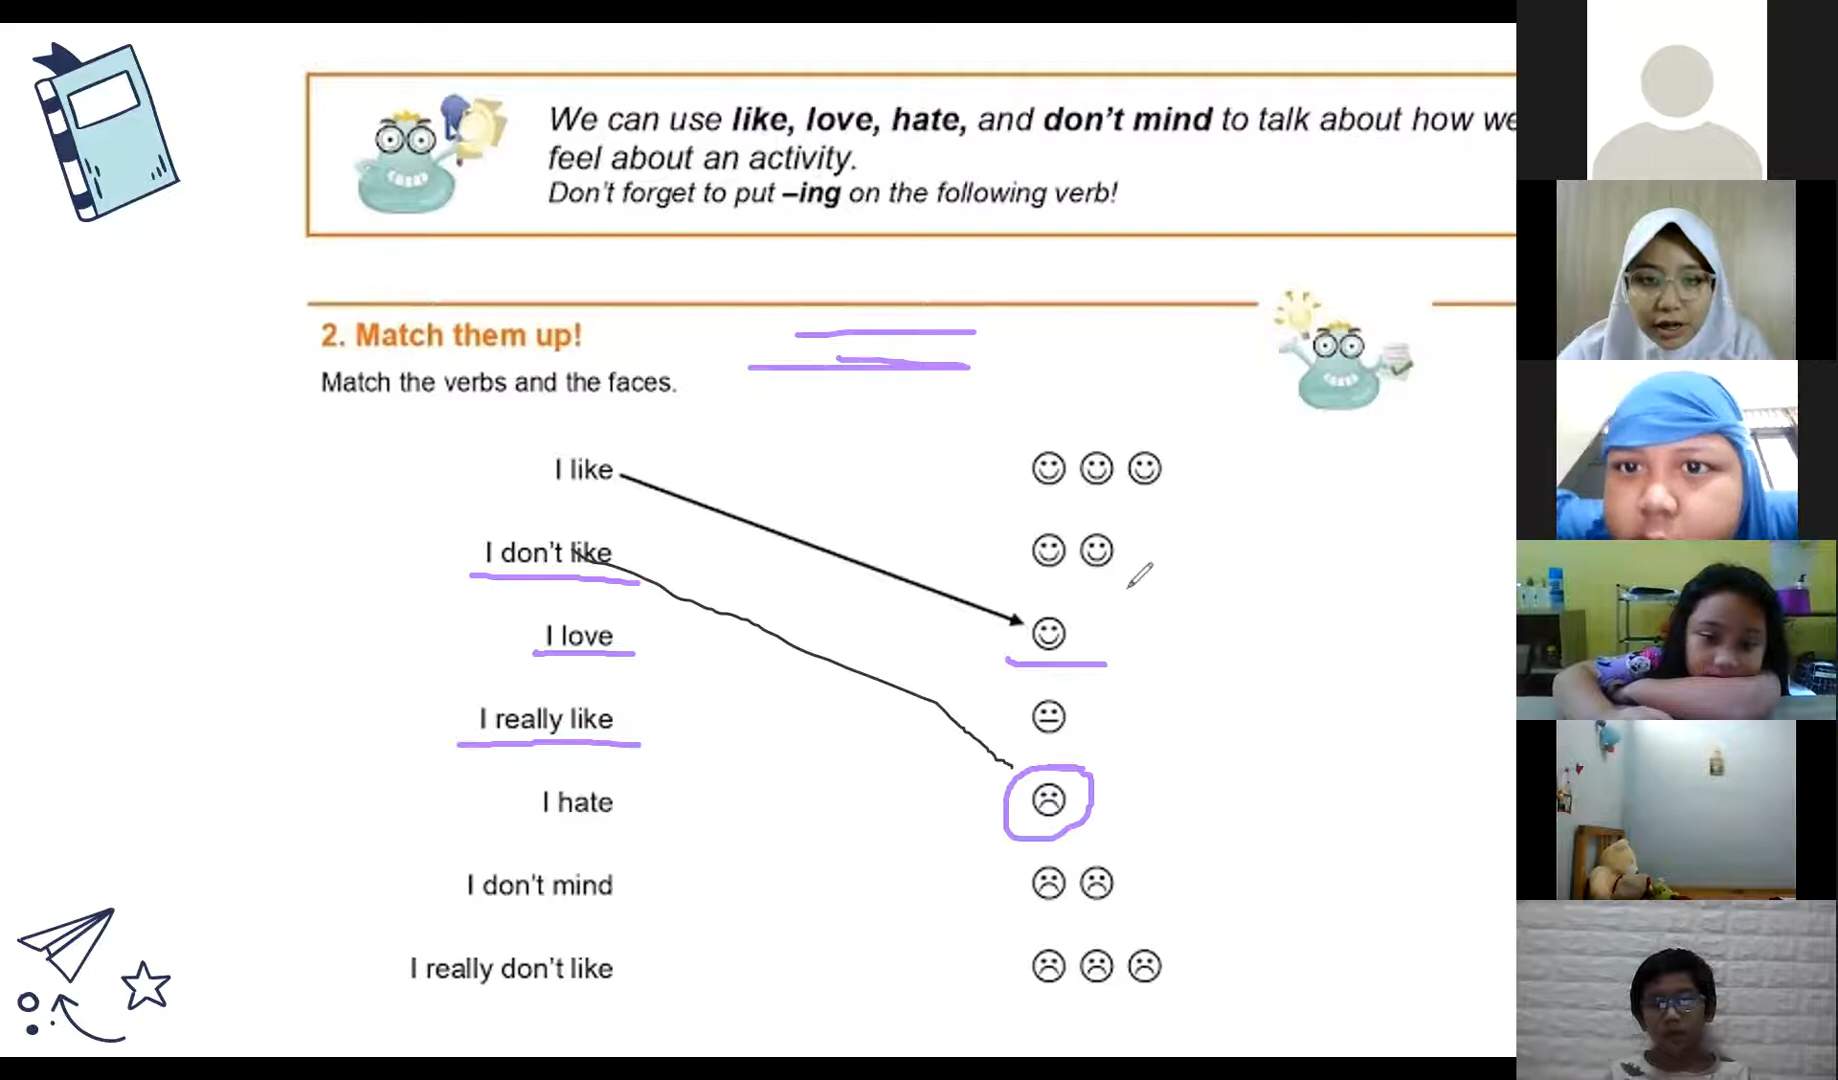 We can use like, love, hate, and don't mind to talk about how we
feel about an activity.
Don't forget to put –ing on the following verb!
2. Match them up!
Match the verbs and the faces.
I like
I don't like
I love
I really like
I hate
I don't mind
I really don't like